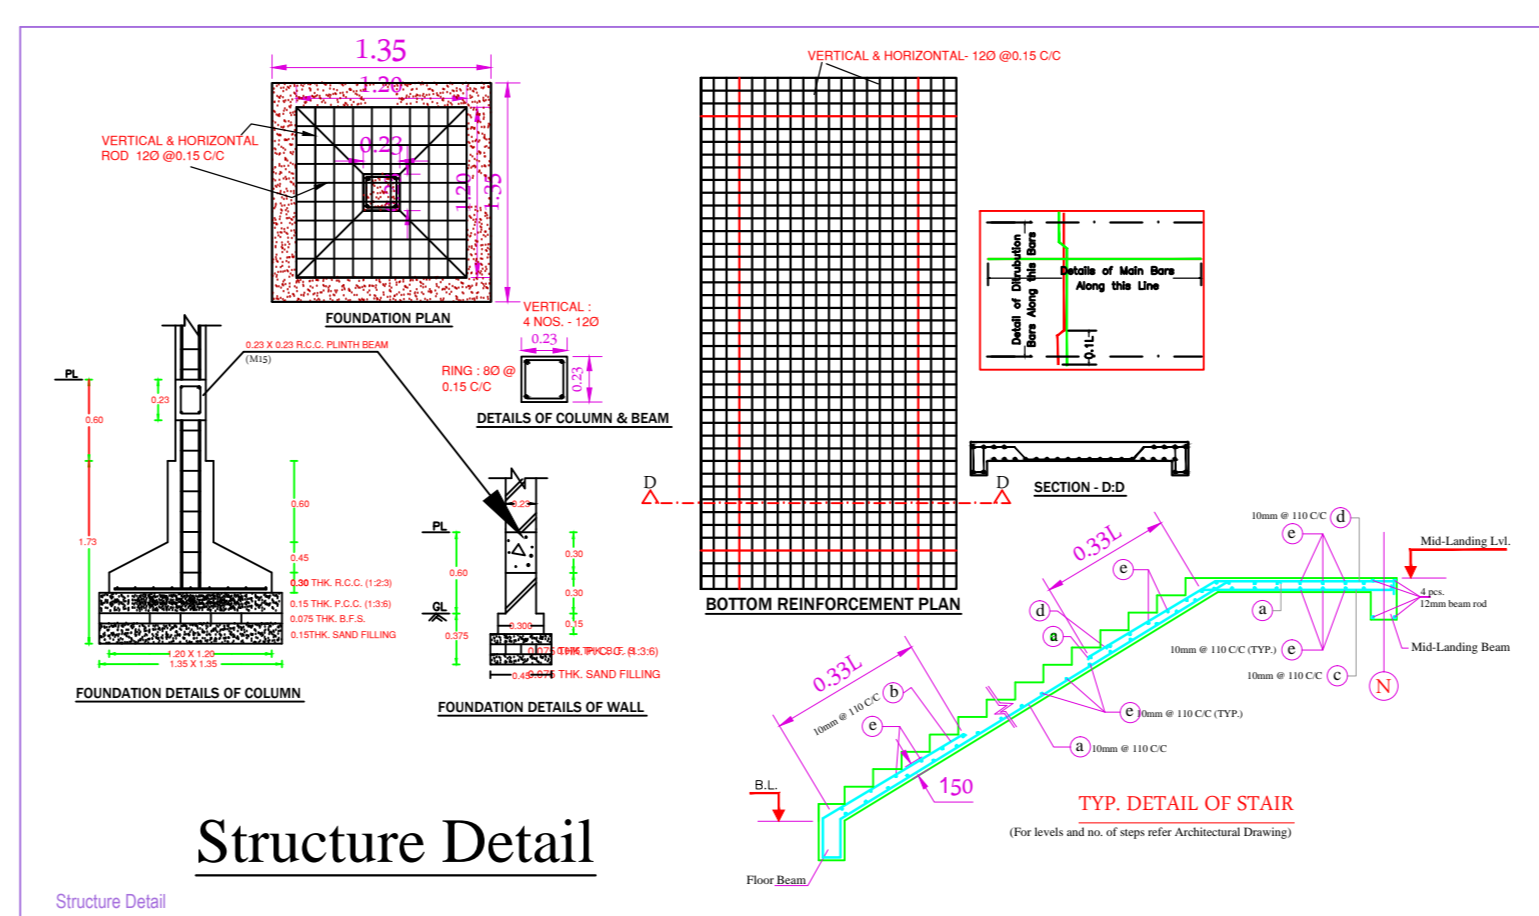 1.35
1.20
VERTICAL & HORIZONTAL
ROD 12Ø @0.15 C/C
0.23
1.20
1.35
FOUNDATION PLAN
VERTICAL :
4 NOS. - 12Ø
0.23
RING : 8Ø @
0.15 C/C
0.23
DETAILS OF COLUMN & BEAM
0.23 X 0.23 R.C.C. PLINTH BEAM
(M15)
PL
0.23
0.60
0.60
1.73
0.45
0.30 THK. R.C.C. (1:2:3)
0.15 THK. P.C.C. (1:3:6)
0.075 THK. B.F.S.
0.15THK. SAND FILLING
1.20 X 1.20
1.35 X 1.35
FOUNDATION DETAILS OF COLUMN
0.23
PL
0.30
0.60
0.30
GL
0.300
0.15
0.375
0.45
0.075 THK. SAND FILLING
FOUNDATION DETAILS OF WALL
VERTICAL & HORIZONTAL- 12Ø @0.15 C/C
D
D
BOTTOM REINFORCEMENT PLAN
Detail of Ditrubution
Bars Along this Bars
Details of Main Bars
Along this Line
0.1L
SECTION - D:D
10mm @ 110 C/C
d
e
Mid-Landing Lvl.
0.33L
e
d
a
a
4 pcs.
12mm beam rod
10mm @ 110 C/C (TYP.)
e
Mid-Landing Beam
10mm @ 110 C/C
c
N
0.33L
10mm @ 110 C/C
b
e
e
10mm @ 110 C/C (TYP.)
a
10mm @ 110 C/C
150
B.L.
TYP. DETAIL OF STAIR
(For levels and no. of steps refer Architectural Drawing)
Floor Beam
Structure Detail
Structure Detail